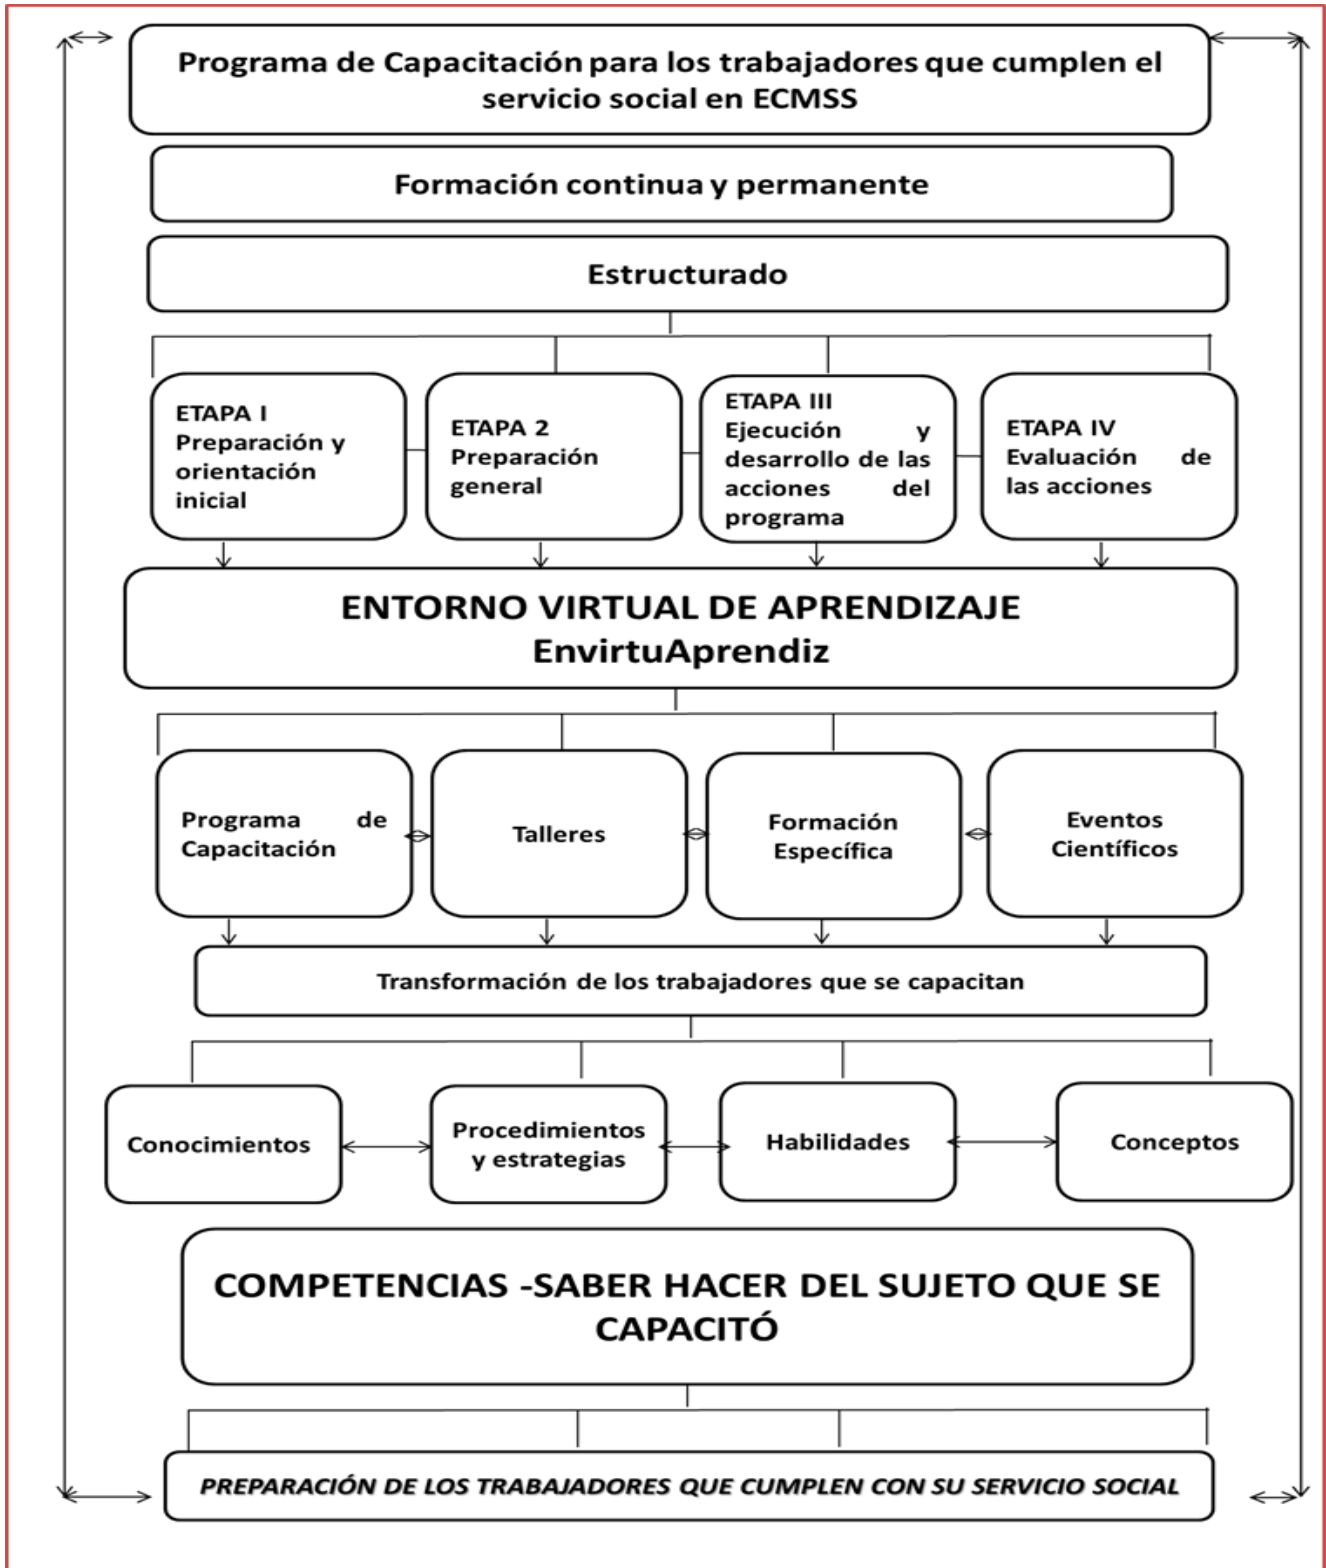 Programa de Capacitación para los trabajadores que cumplen el
servicio social en ECMSS
Formación continua y permanente
Estructurado
ETAPA I
Preparación y
orientación
inicial
ETAPA 2
Preparación
general
ETAPA III
Ejecución y
desarrollo de las
acciones del
programa
ETAPA IV
Evaluación de
las acciones
ENTORNO VIRTUAL DE APRENDIZAJE
EnvirtuAprendiz
Programa de
Capacitación
Talleres
Formación
Específica
Eventos
Científicos
Transformación de los trabajadores que se capacitan
Conocimientos
Procedimientos
y estrategias
Habilidades
Conceptos
COMPETENCIAS -SABER HACER DEL SUJETO QUE SE
CAPACITÓ
PREPARACIÓN DE LOS TRABAJADORES QUE CUMPLEN CON SU SERVICIO SOCIAL